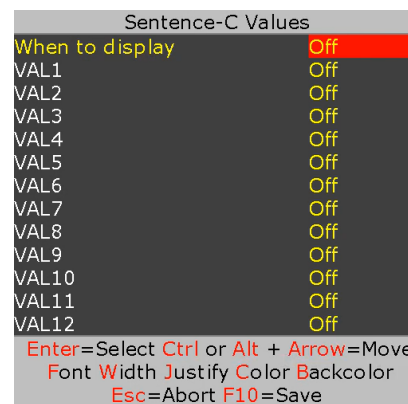 Sentence-C Values
When to display Off
VAL1 Off
VAL2 Off
VAL3 Off
VAL4 Off
VAL5 Off
VAL6 Off
VAL7 Off
VAL8 Off
VAL9 Off
VAL10 Off
VAL11 Off
VAL12 Off
Enter=Select Ctrl or Alt + Arrow=Move
Font Width Justify Color Backcolor
Esc=Abort F10=Save